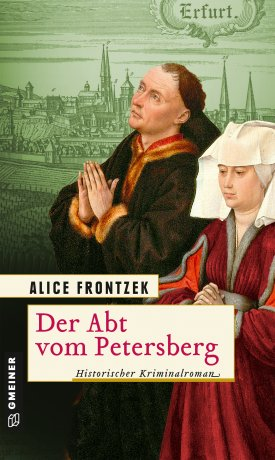 Erfurt.
ALICE FRONTZEK
Der Abt
vom Petersberg
Historischer Kriminalroman
GMEINER